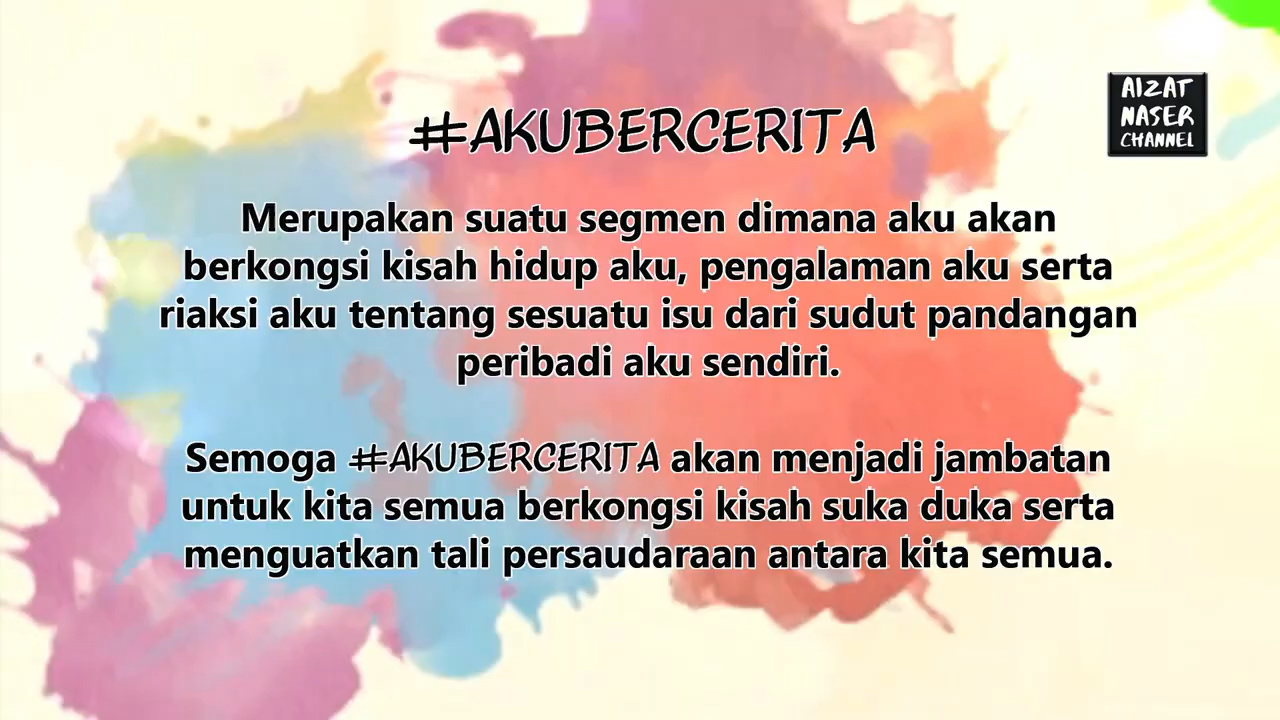 #AKUBERCERITA
AIZAT
NASER
CHANNEL
Merupakan suatu segmen dimana aku akan
berkongsi kisah hidup aku, pengalaman aku serta
riaksi aku tentang sesuatu isu dari sudut pandangan
peribadi aku sendiri.
Semoga #AKUBERCERITA akan menjadi jambatan
untuk kita semua berkongsi kisah suka duka serta
menguatkan tali persaudaraan antara kita semua.